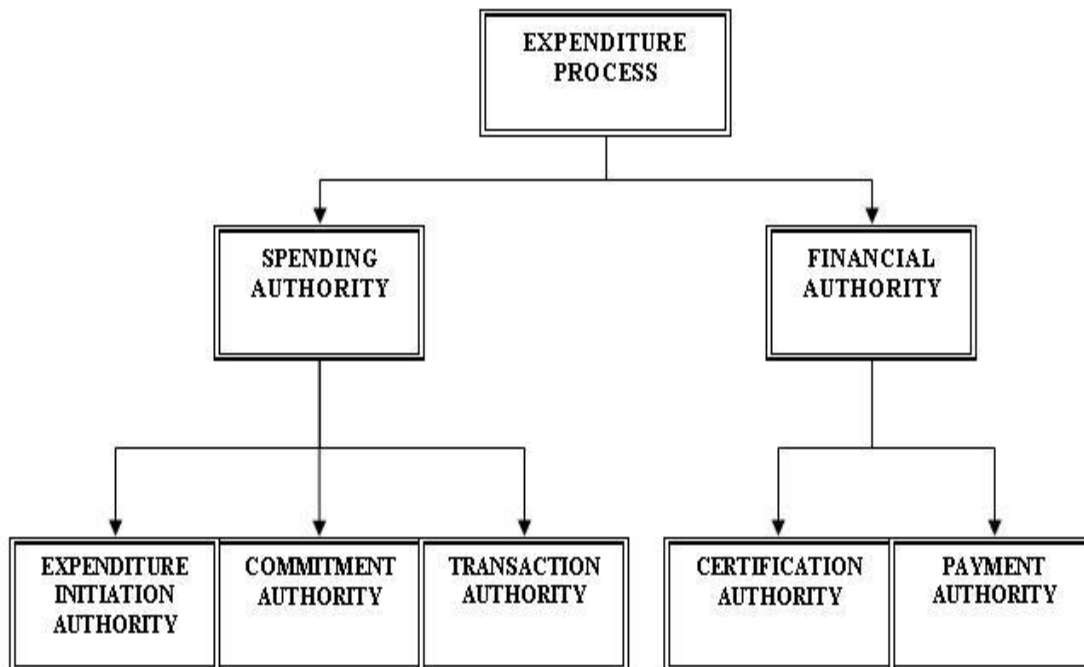 EXPENDITURE
PROCESS
SPENDING
AUTHORITY
FINANCIAL
AUTHORITY
EXPENDITURE
INITIATION
AUTHORITY
COMMITMENT
AUTHORITY
TRANSACTION
AUTHORITY
CERTIFICATION
AUTHORITY
PAYMENT
AUTHORITY